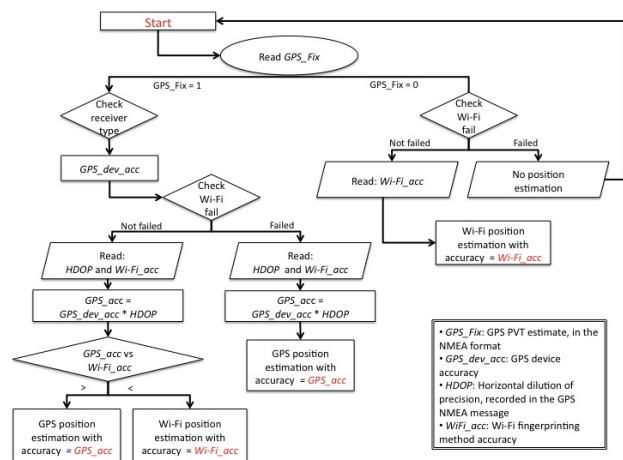 Start
Read GPS_Fix
GPS_Fix = 1
GPS_Fix = 0
Check
receiver
type
Check
Wi-Fi
fail
Not failed
Failed
GPS_dev_acc
Read: Wi-Fi_acc
No position
estimation
Check
Wi-Fi
fail
Wi-Fi position
estimation with
accuracy = Wi-Fi_acc
Not failed
Failed
Read:
HDOP and Wi-Fi_acc
Read:
HDOP and Wi-Fi_acc
GPS_acc =
GPS_dev_acc * HDOP
GPS_acc =
GPS_dev_acc * HDOP
GPS_acc vs
Wi-Fi_acc
GPS position
estimation with
accuracy = GPS_acc
>
<
GPS position
estimation with
accuracy = GPS_acc
Wi-Fi position
estimation with
accuracy = Wi-Fi_acc
• GPS_Fix: GPS PVT estimate, in the
NMEA format
• GPS_dev_acc: GPS device
accuracy
• HDOP: Horizontal dilution of
precision, recorded in the GPS
NMEA message
• WiFi_acc: Wi-Fi fingerprinting
method accuracy